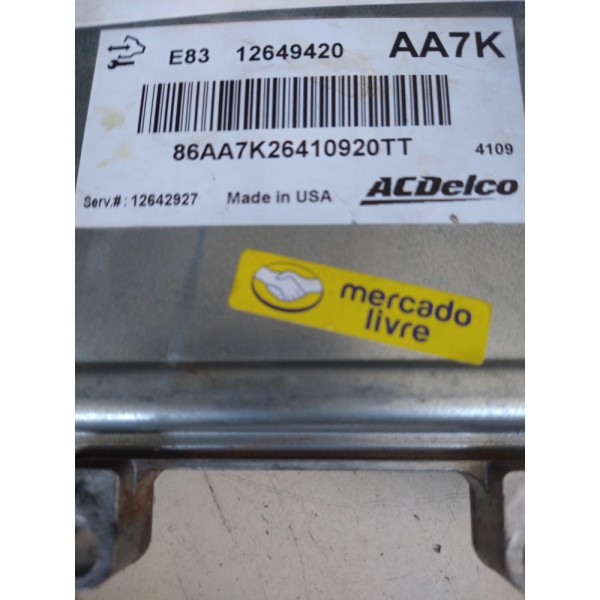 E83 12649420 AA7K
86AA7K26410920TT 4109
Serv.#: 12642927 Made in USA ACDelco
mercado
livre